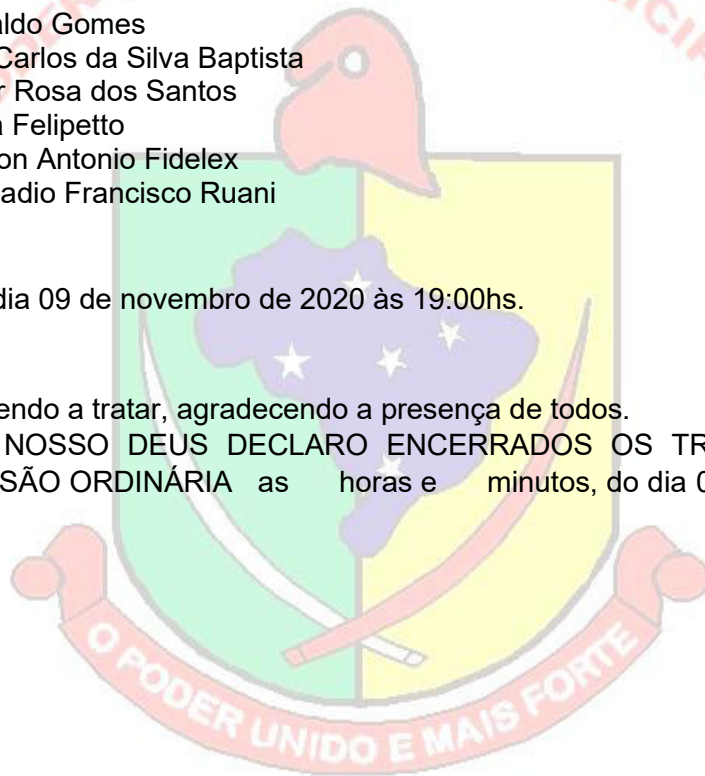 aldo Gomes
Carlos da Silva Baptista
r Rosa dos Santos
a Felipetto
on Antonio Fidelex
adio Francisco Ruani
dia 09 de novembro de 2020 às 19:00hs.
endo a tratar, agradecendo a presença de todos.
NOSSO DEUS DECLARO ENCERRADOS OS TR
SÃO ORDINÁRIA as horas e minutos, do dia 0
O PODER UNIDO E MAIS FORTE